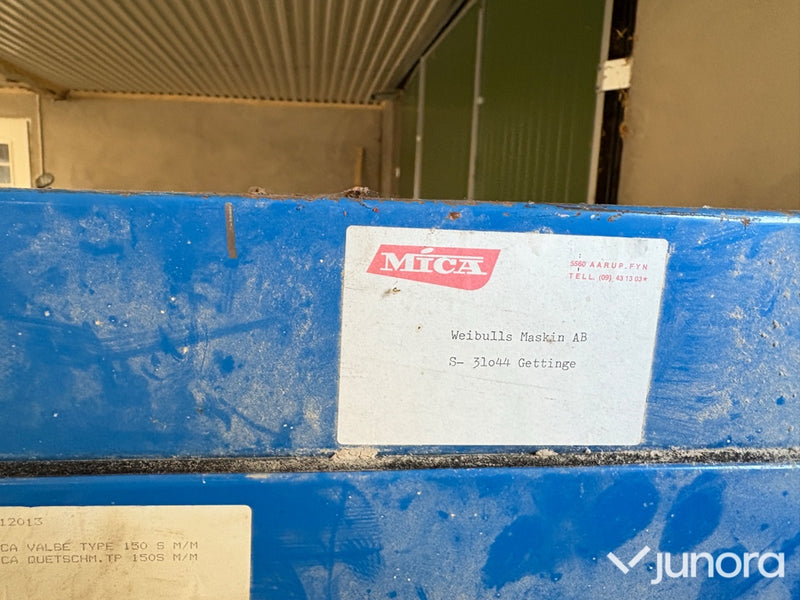 MICA
5560 AARUP.FYN
TELL. (09) 43 13 03*
Weibulls Maskin AB
S- 31o44 Gettinge
12013
CA VALSE TYPE 150 S M/M
CA QUETSCHM.TP 150S M/M
junora